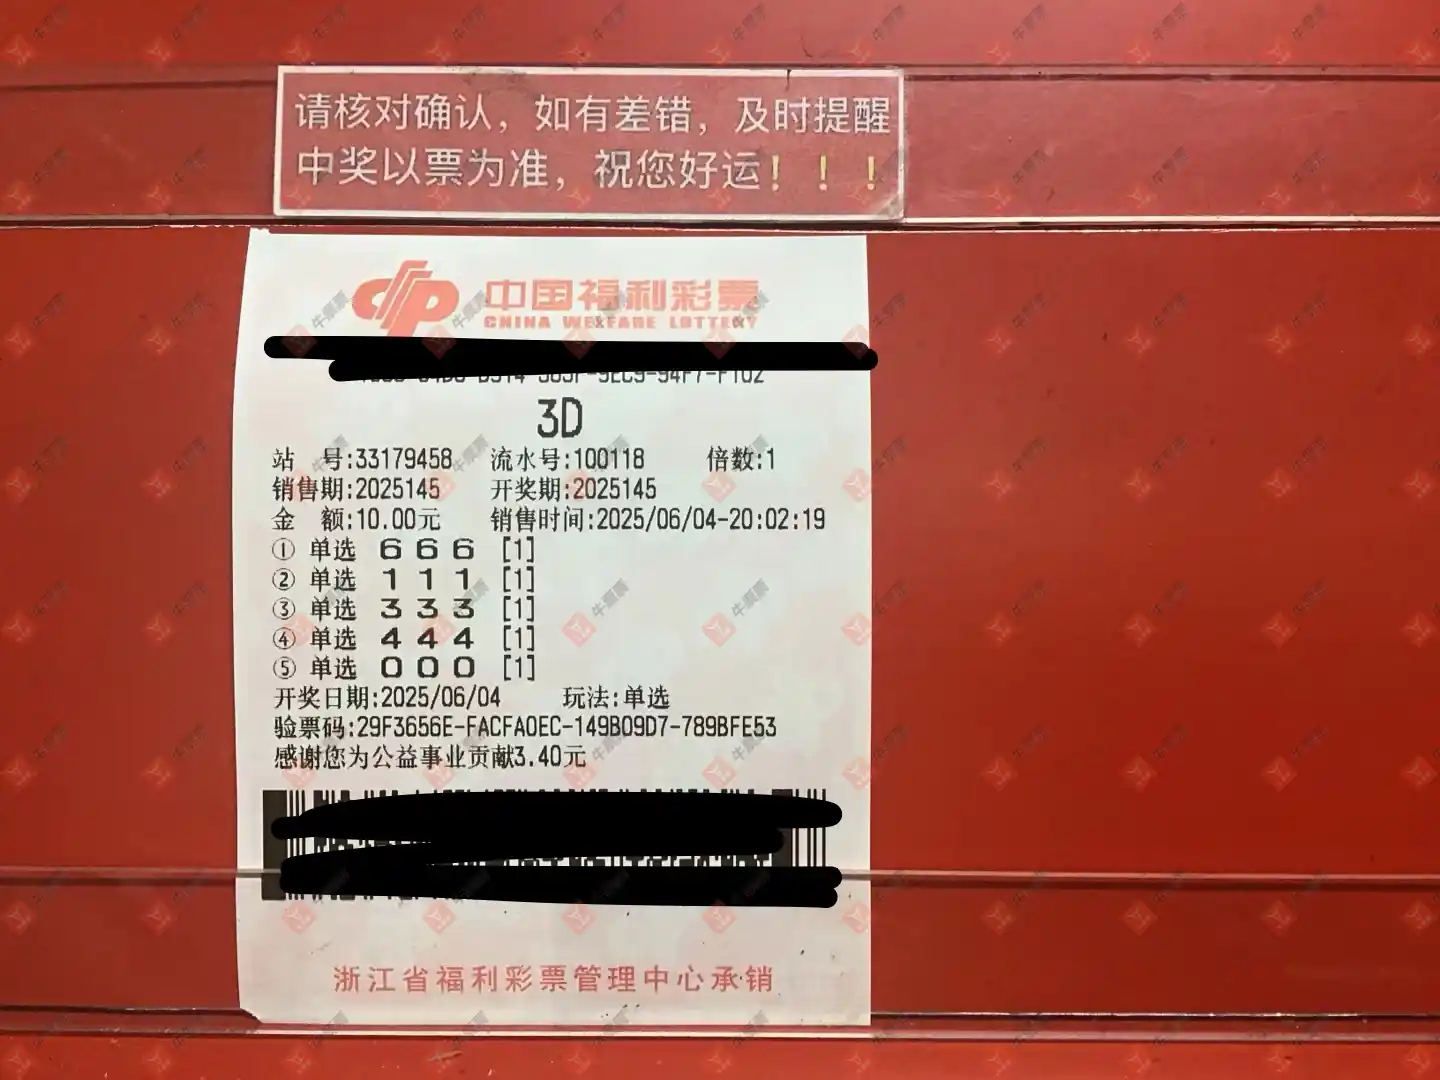 请核对确认，如有差错，及时提醒
中奖以票为准，祝您好运！！！
中国福利彩票
CHINA WELFARE LOTTERY
3D
站 号:33179458 流水号:100118 倍数:1
销售期:2025145 开奖期:2025145
金 额:10.00元 销售时间:2025/06/04-20:02:19
① 单选 6 6 6 [1]
② 单选 1 1 1 [1]
③ 单选 3 3 3 [1]
④ 单选 4 4 4 [1]
⑤ 单选 0 0 0 [1]
开奖日期:2025/06/04 玩法:单选
验票码:29F3656E-FACFA0EC-149B09D7-789BFE53
感谢您为公益事业贡献3.40元
浙江省福利彩票管理中心承销
牛票票